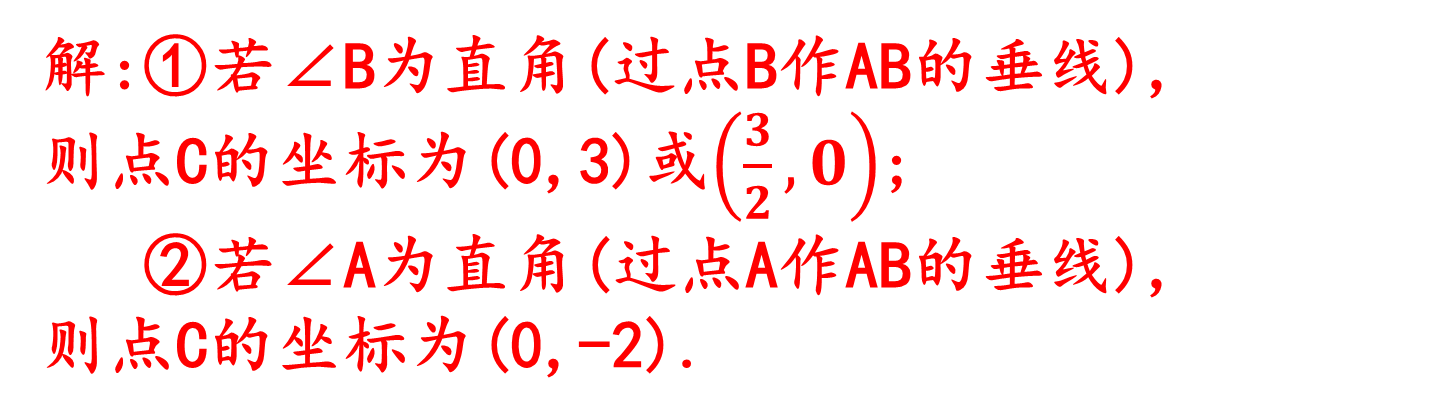 解:①若∠B为直角(过点B作AB的垂线),
则点C的坐标为(0,3)或(3/2,0);
②若∠A为直角(过点A作AB的垂线),
则点C的坐标为(0,-2).